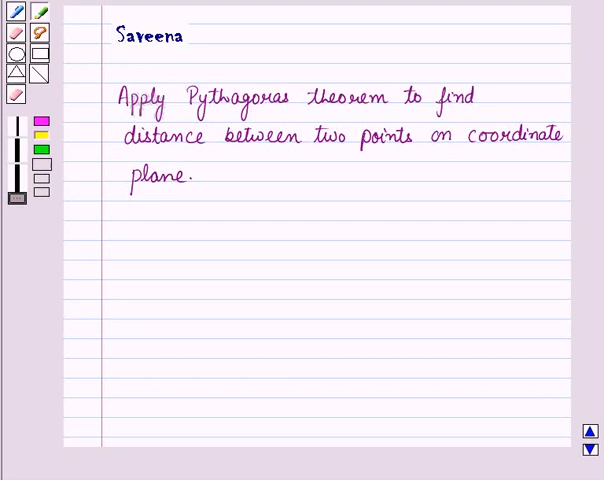 Saveena
Apply Pythagoras theorem to find
distance between two points on coordinate
plane.